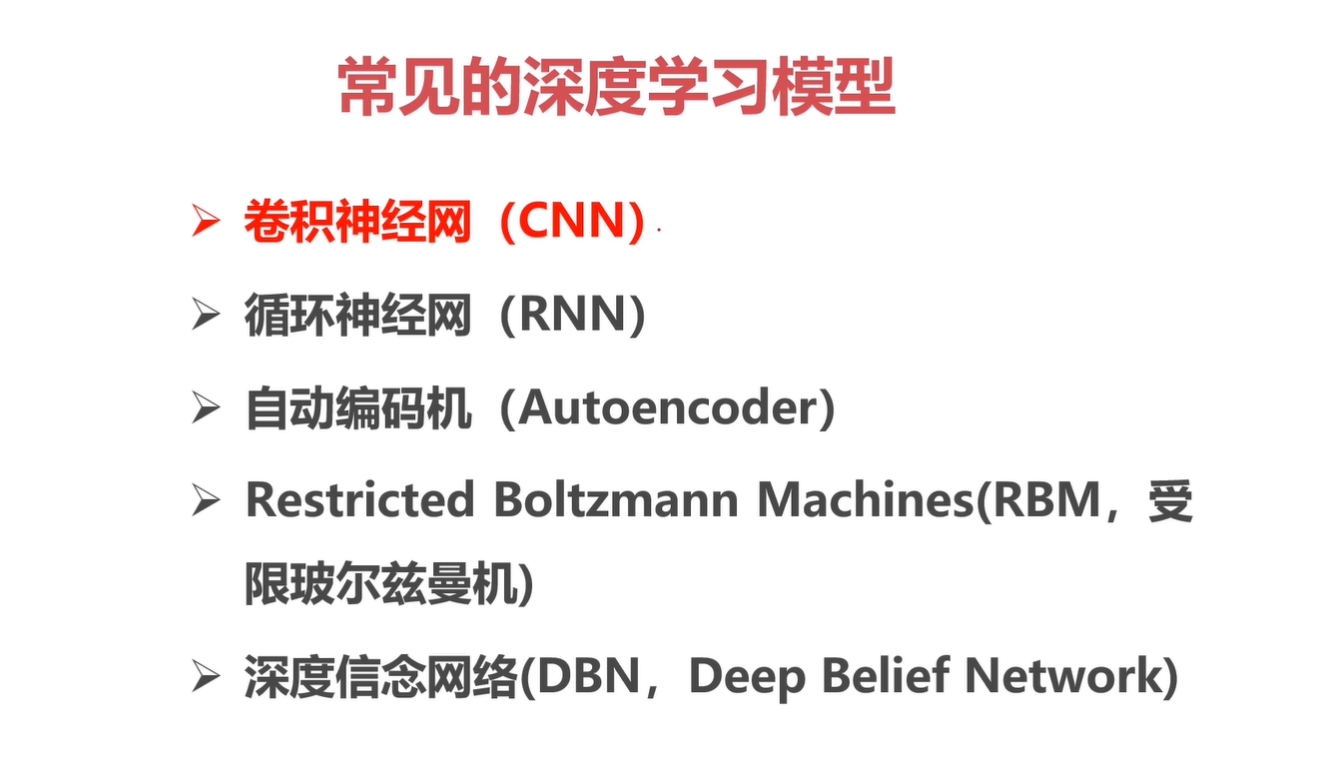 常见的深度学习模型
➢ 卷积神经网（CNN）
➢ 循环神经网（RNN）
➢ 自动编码机（Autoencoder）
➢ Restricted Boltzmann Machines(RBM，受
限玻尔兹曼机)
➢ 深度信念网络(DBN，Deep Belief Network)